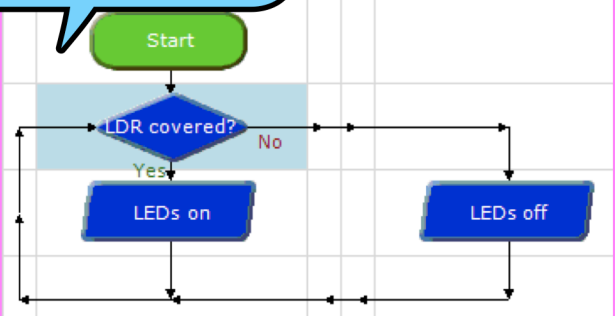 Start
LDR covered?
No
Yes
LEDs on
LEDs off